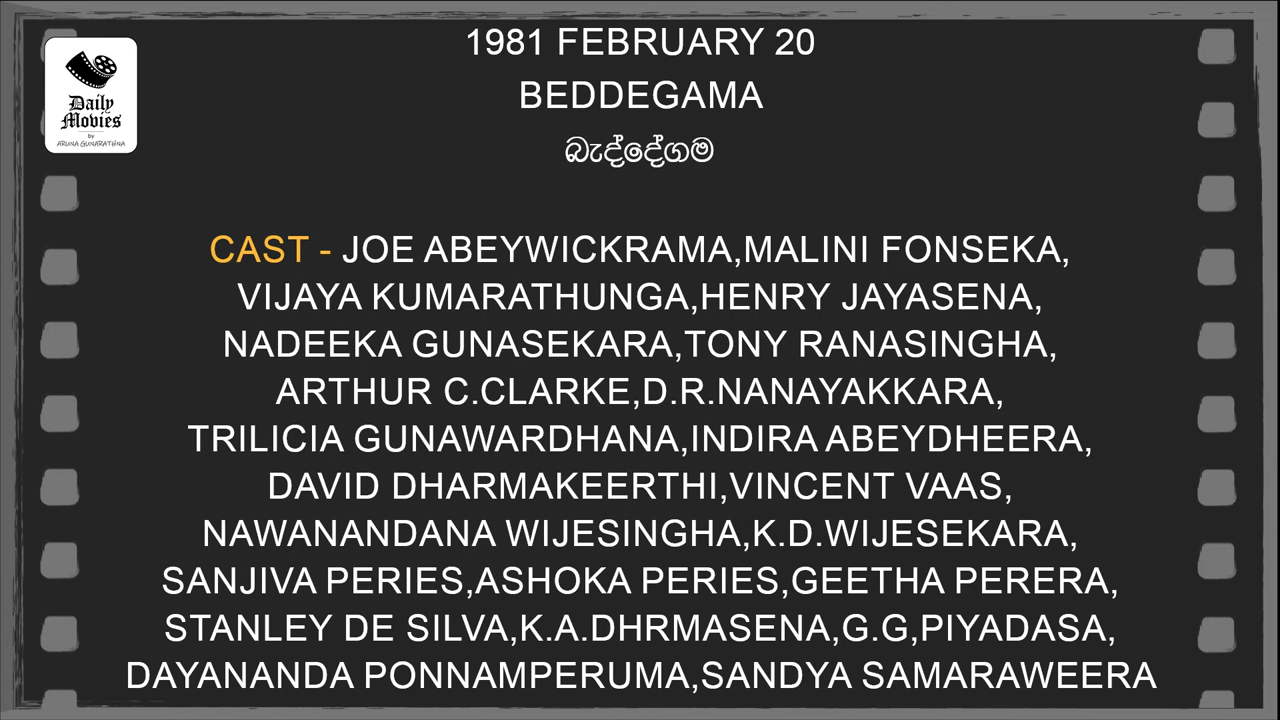 Daily
Movies
by
ARUNA GUNARATHNA
1981 FEBRUARY 20
BEDDEGAMA
බැද්දේගම
CAST - JOE ABEYWICKRAMA,MALINI FONSEKA,
VIJAYA KUMARATHUNGA,HENRY JAYASENA,
NADEEKA GUNASEKARA,TONY RANASINGHA,
ARTHUR C.CLARKE,D.R.NANAYAKKARA,
TRILICIA GUNAWARDHANA,INDIRA ABEYDHEERA,
DAVID DHARMAKEERTHI,VINCENT VAAS,
NAWANANDANA WIJESINGHA,K.D.WIJESEKARA,
SANJIVA PERIES,ASHOKA PERIES,GEETHA PERERA,
STANLEY DE SILVA,K.A.DHRMASENA,G.G,PIYADASA,
DAYANANDA PONNAMPERUMA,SANDYA SAMARAWEERA